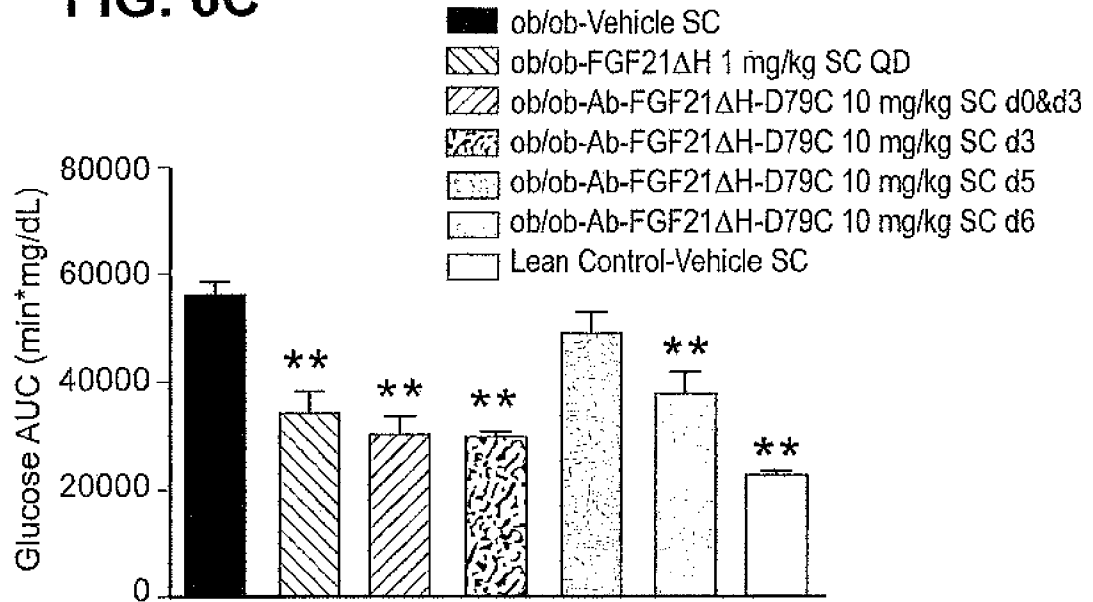 FIG. 6C
ob/ob-Vehicle SC
ob/ob-FGF21ΔH 1 mg/kg SC QD
ob/ob-Ab-FGF21ΔH-D79C 10 mg/kg SC d0&d3
ob/ob-Ab-FGF21ΔH-D79C 10 mg/kg SC d3
ob/ob-Ab-FGF21ΔH-D79C 10 mg/kg SC d5
ob/ob-Ab-FGF21ΔH-D79C 10 mg/kg SC d6
Lean Control-Vehicle SC
Glucose AUC (min*mg/dL)
80000
60000
40000
20000
0
**
**
**
**
**